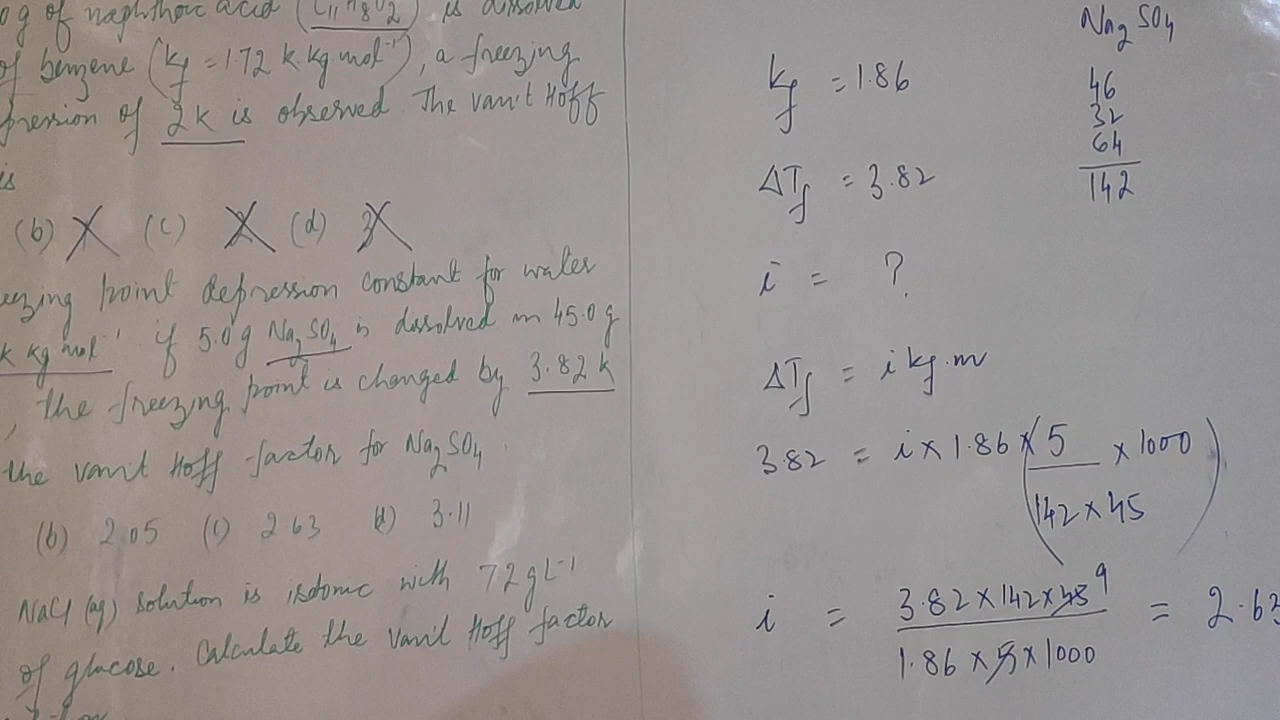 g of naphthoic acid (C11H8O2) is dissolved
of benzene (kf = 1.72 k.kg.mol⁻¹), a freezing
pression of 2k is observed. The van't Hoff
is
(b) (c) (d)
ezing point depression constant for water
k kg mol⁻¹. if 5.0g Na2SO4 is dissolved in 45.0 g
, the freezing point is changed by 3.82 k
the van't Hoff factor for Na2SO4.
(b) 2.05 (c) 2.63 d) 3.11
NaCl (aq) solution is isotonic with 7.2 g L⁻¹
of glucose. Calculate the van't Hoff factor
Na2SO4
46
32
64
142
kf = 1.86
ΔTf = 3.82
i = ?
ΔTf = i kf.m
3.82 = i × 1.86 × (5 × 1000)
142 × 45
i = 3.82 × 142 × 45 9 = 2.63
1.86 × 5 × 1000